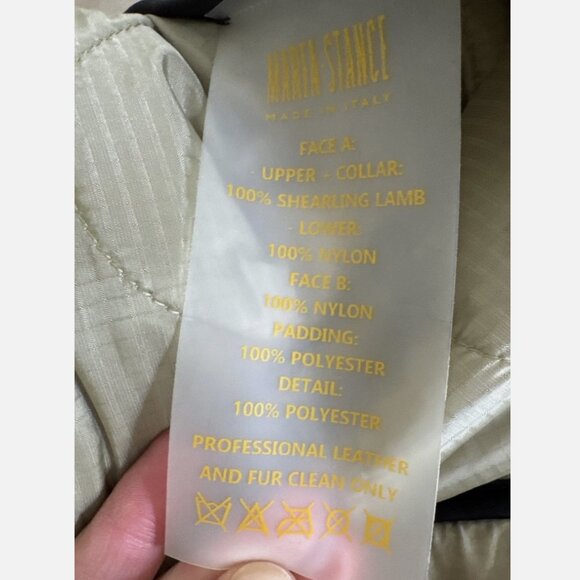 MARFA STANCE
MADE IN ITALY
FACE A:
- UPPER + COLLAR:
100% SHEARLING LAMB
- LOWER:
100% NYLON
FACE B:
100% NYLON
PADDING:
100% POLYESTER
DETAIL:
100% POLYESTER
PROFESSIONAL LEATHER
AND FUR CLEAN ONLY